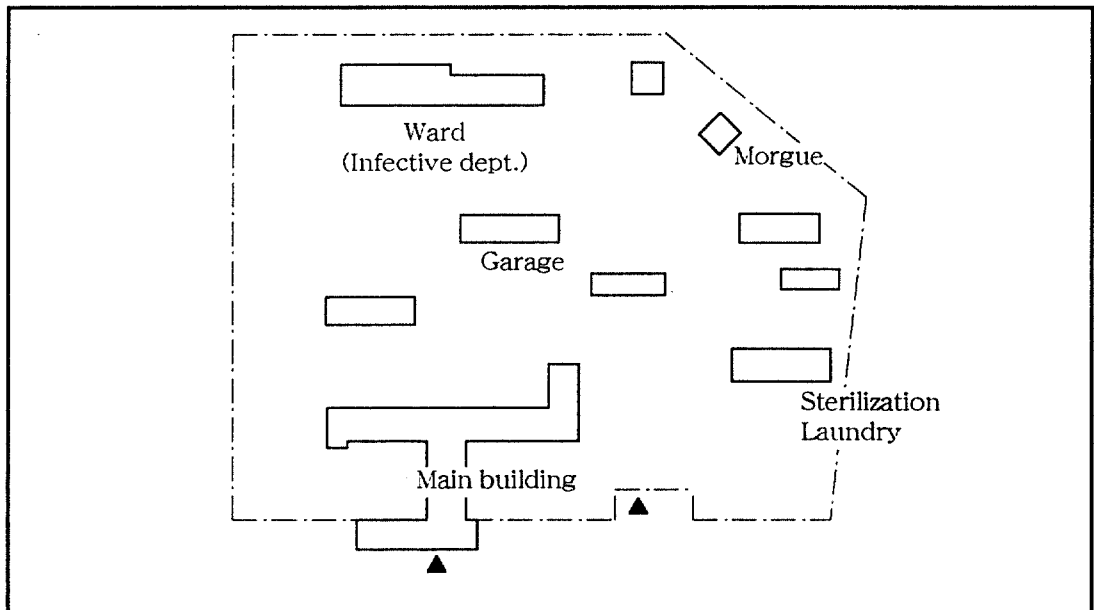 Ward
(Infective dept.)
Morgue
Garage
Sterilization
Laundry
Main building